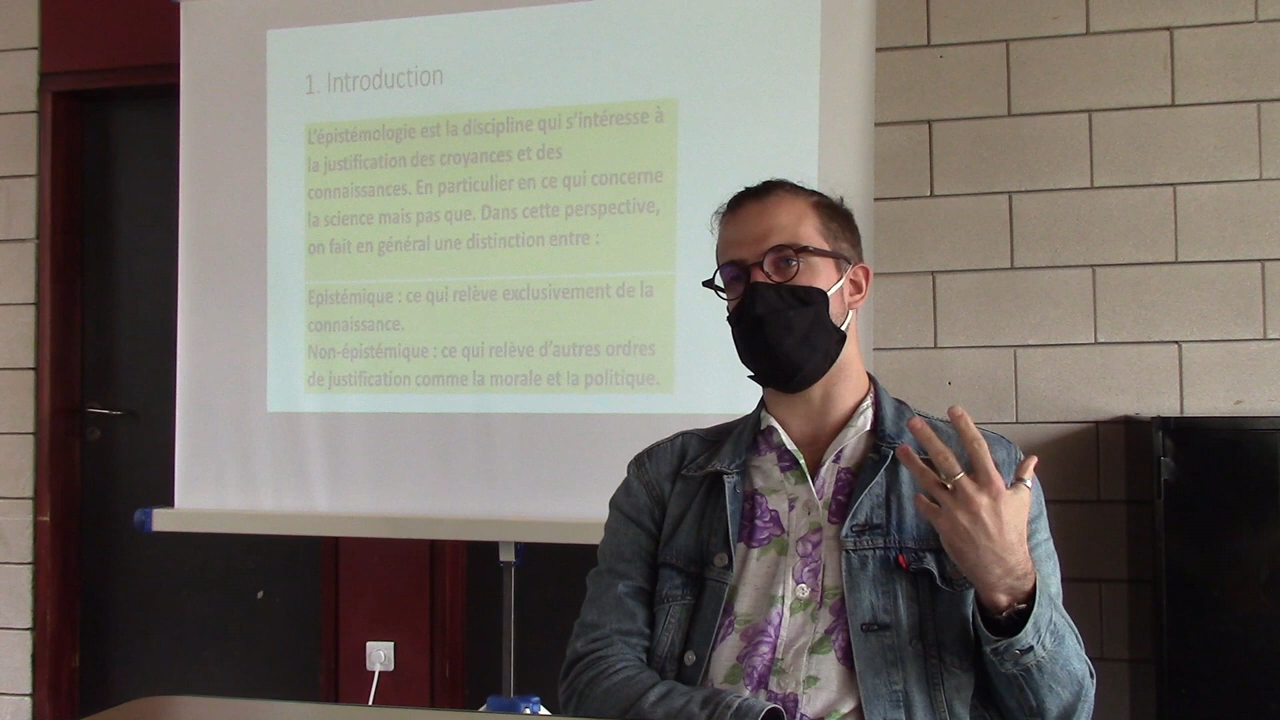 1. Introduction
L'épistémologie est la discipline qui s'intéresse à
la justification des croyances et des
connaissances. En particulier en ce qui concerne
la science mais pas que. Dans cette perspective,
on fait en général une distinction entre :
Epistémique : ce qui relève exclusivement de la
connaissance.
Non-épistémique : ce qui relève d'autres ordres
de justification comme la morale et la politique.